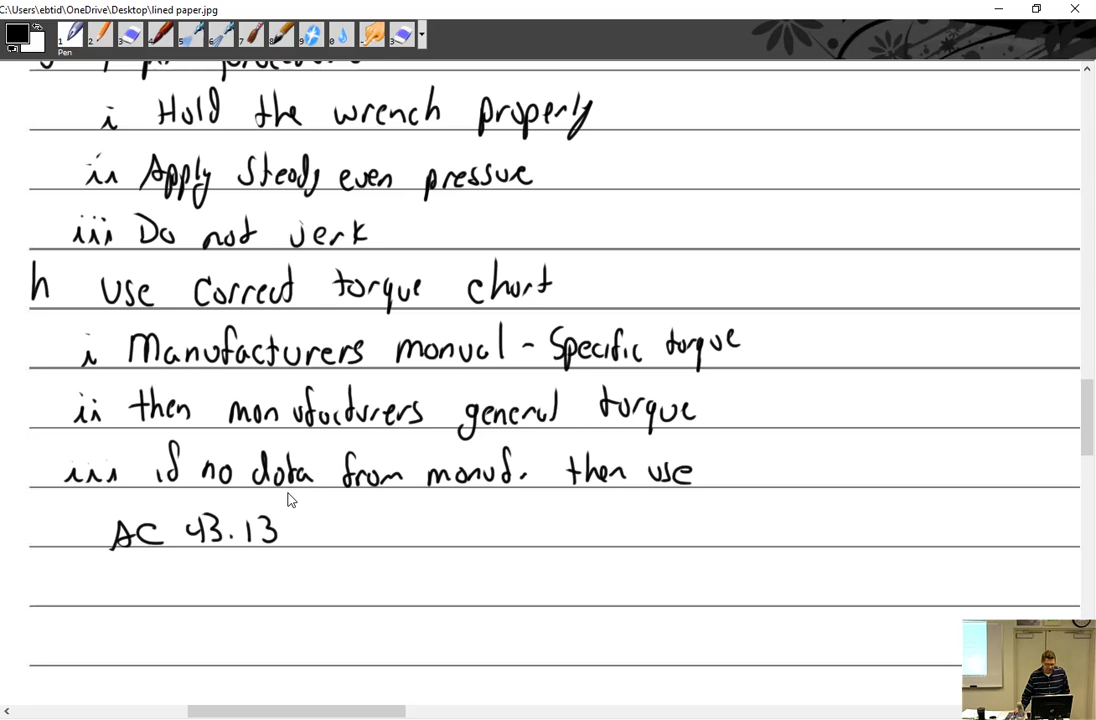 C:\Users\ebtid\OneDrive\Desktop\lined paper.jpg
Pen
i Hold the wrench properly
ii Apply steady even pressue
iii Do not jerk
h use correct torque chart
i Manufacturers manual - Specific torque
ii then manufacturers general torque
iii if no data from manuf. then use
AC 43.13